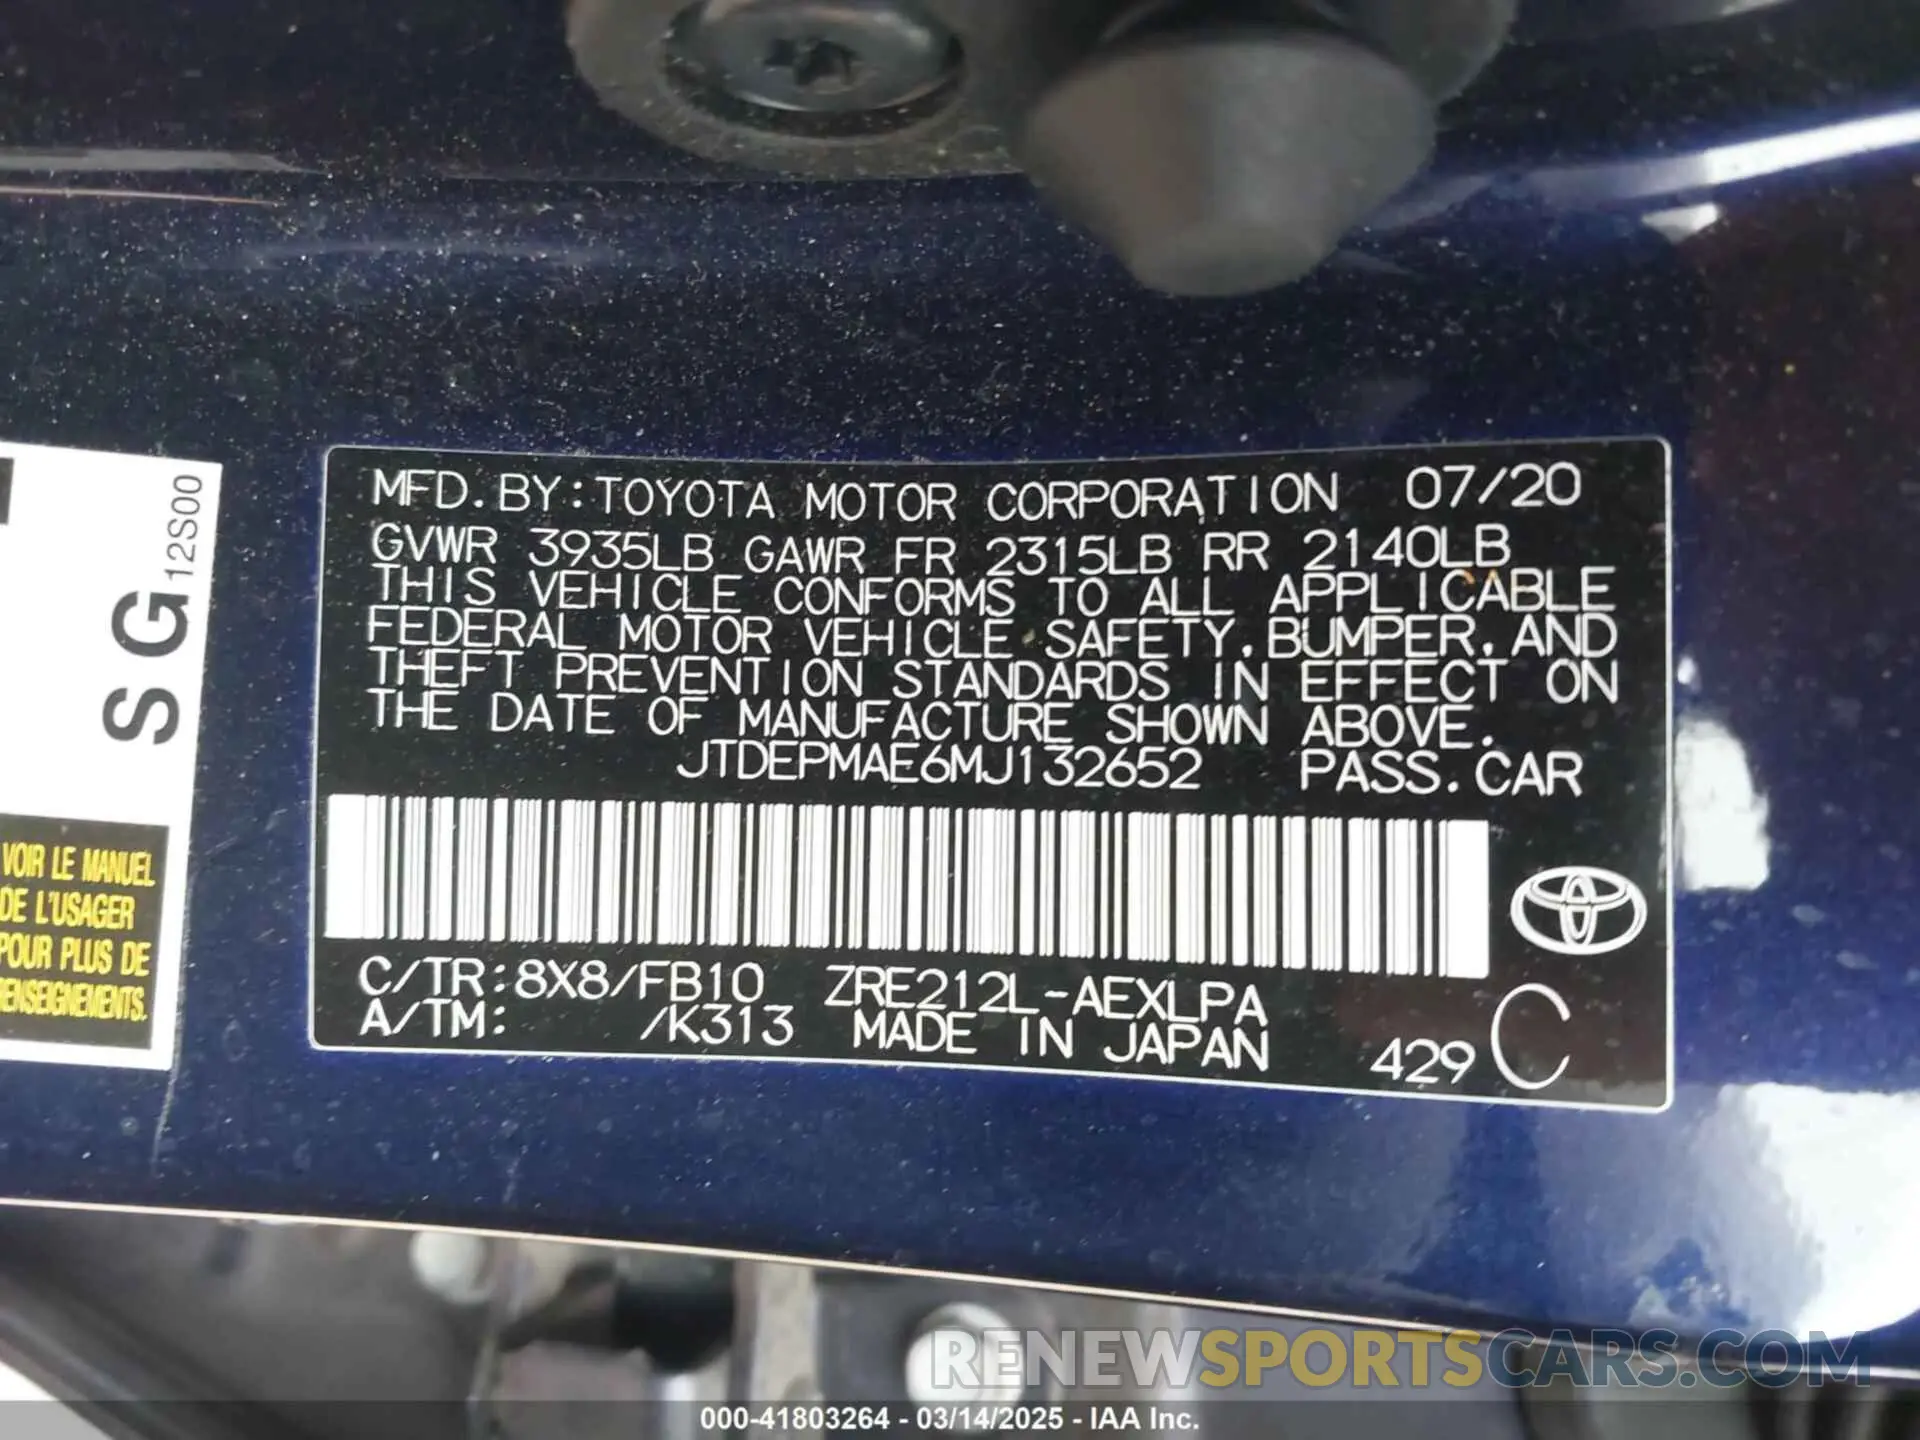 MFD. BY: TOYOTA MOTOR CORPORATION 07/20
GVWR 3935LB GAWR FR 2315LB RR 2140LB
THIS VEHICLE CONFORMS TO ALL APPLICABLE
FEDERAL MOTOR VEHICLE SAFETY, BUMPER, AND
THEFT PREVENTION STANDARDS IN EFFECT ON
THE DATE OF MANUFACTURE SHOWN ABOVE.
JTDEPMAE6MJ132652 PASS. CAR
C/TR: 8X8/FB10 ZRE212L-AEXLPA
A/TM: /K313 MADE IN JAPAN 429 C
SG 12S00
VOIR LE MANUEL
DE L'USAGER
POUR PLUS DE
RENSEIGNEMENTS.
RENEWSPORTSCARS.COM
000-41803264 - 03/14/2025 - IAA Inc.